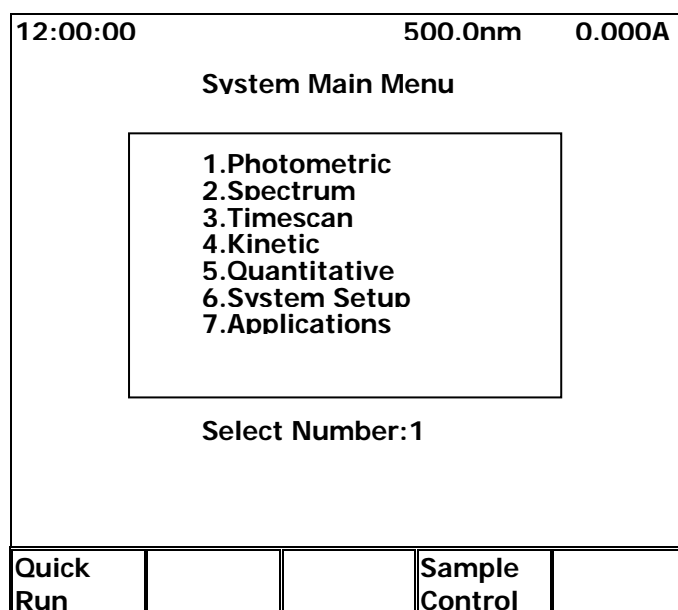 12:00:00 500.0nm 0.000A
System Main Menu
1.Photometric
2.Spectrum
3.Timescan
4.Kinetic
5.Quantitative
6.System Setup
7.Applications
Select Number:1
Quick Sample
Run Control